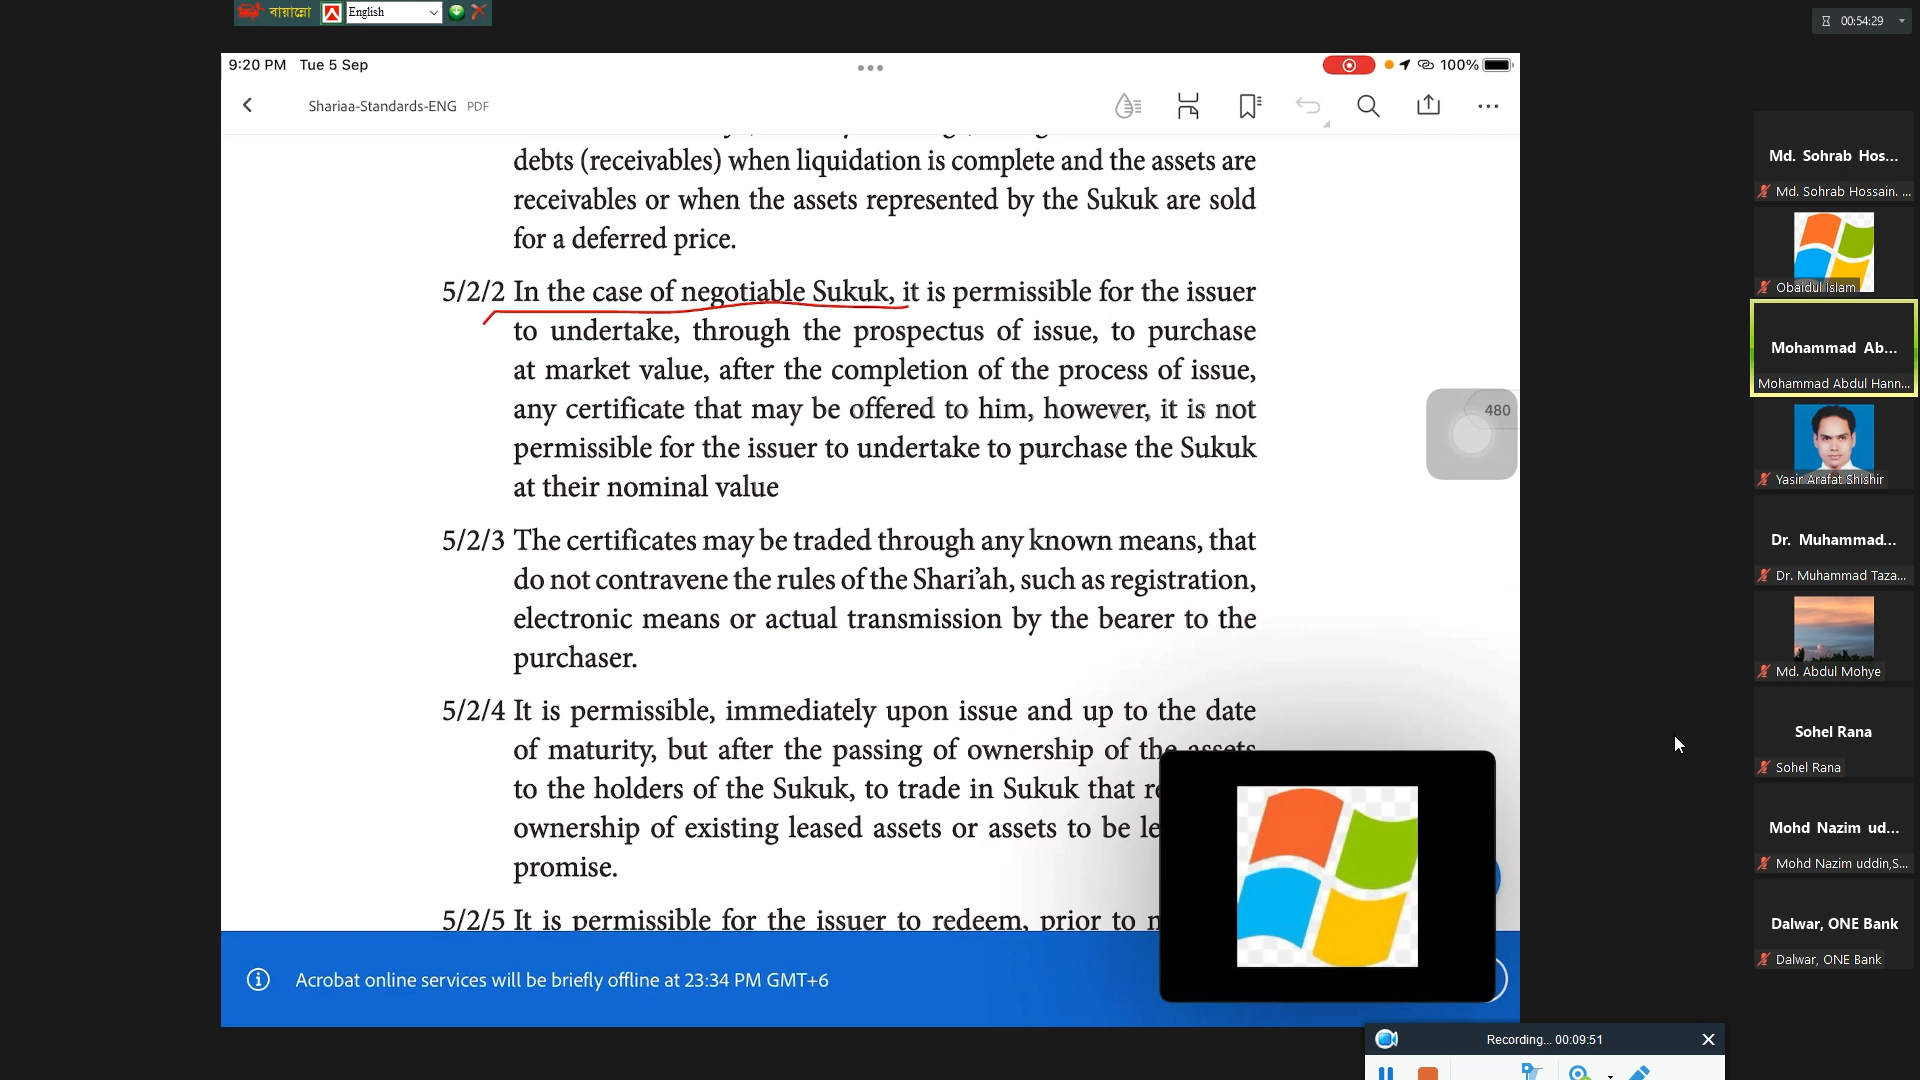 বায়ান্নো
English
00:54:29
9:20 PM Tue 5 Sep
100%
Shariaa-Standards-ENG PDF
debts (receivables) when liquidation is complete and the assets are
receivables or when the assets represented by the Sukuk are sold
for a deferred price.
5/2/2 In the case of negotiable Sukuk, it is permissible for the issuer
to undertake, through the prospectus of issue, to purchase
at market value, after the completion of the process of issue,
any certificate that may be offered to him, however, it is not
permissible for the issuer to undertake to purchase the Sukuk
at their nominal value
480
5/2/3 The certificates may be traded through any known means, that
do not contravene the rules of the Shari’ah, such as registration,
electronic means or actual transmission by the bearer to the
purchaser.
5/2/4 It is permissible, immediately upon issue and up to the date
of maturity, but after the passing of ownership of the assets
to the holders of the Sukuk, to trade in Sukuk that
ownership of existing leased assets or assets to be
promise.
5/2/5 It is permissible for the issuer to redeem, prior to
Acrobat online services will be briefly offline at 23:34 PM GMT+6
Md. Sohrab Hos...
Md. Sohrab Hossain. ...
Obaidul Islam
Mohammad Ab...
Mohammad Abdul Hann...
Yasir Arafat Shishir
Dr. Muhammad...
Dr. Muhammad Taza...
Md. Abdul Mohye
Sohel Rana
Sohel Rana
Mohd Nazim ud...
Mohd Nazim uddin,S...
Dalwar, ONE Bank
Dalwar, ONE Bank
Recording... 00:09:51